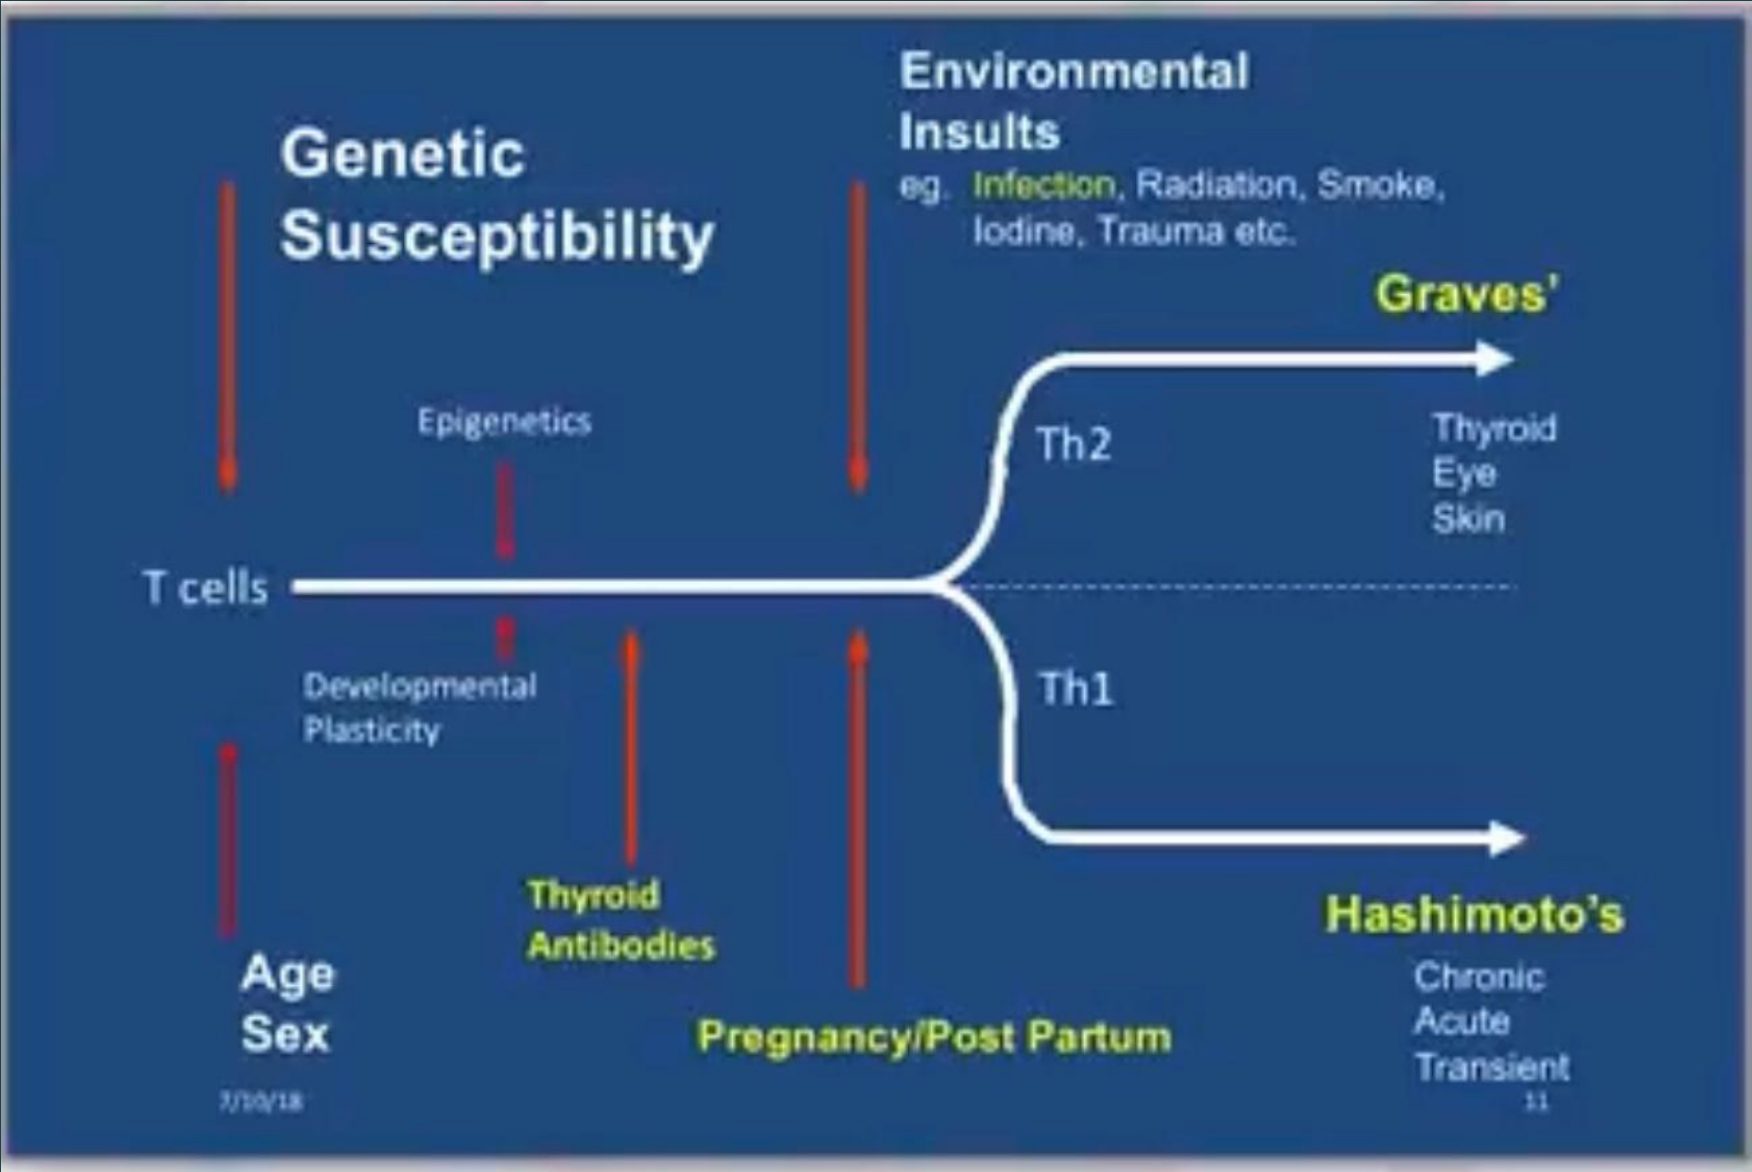 Environmental
Insults
eg. Infection, Radiation, Smoke,
Iodine, Trauma etc.
Genetic
Susceptibility
Graves’
Epigenetics
Th2
Thyroid
Eye
Skin
T cells
Developmental
Plasticity
Th1
Thyroid
Antibodies
Hashimoto’s
Chronic
Acute
Transient
Age
Sex
Pregnancy/Post Partum
7/10/18
11